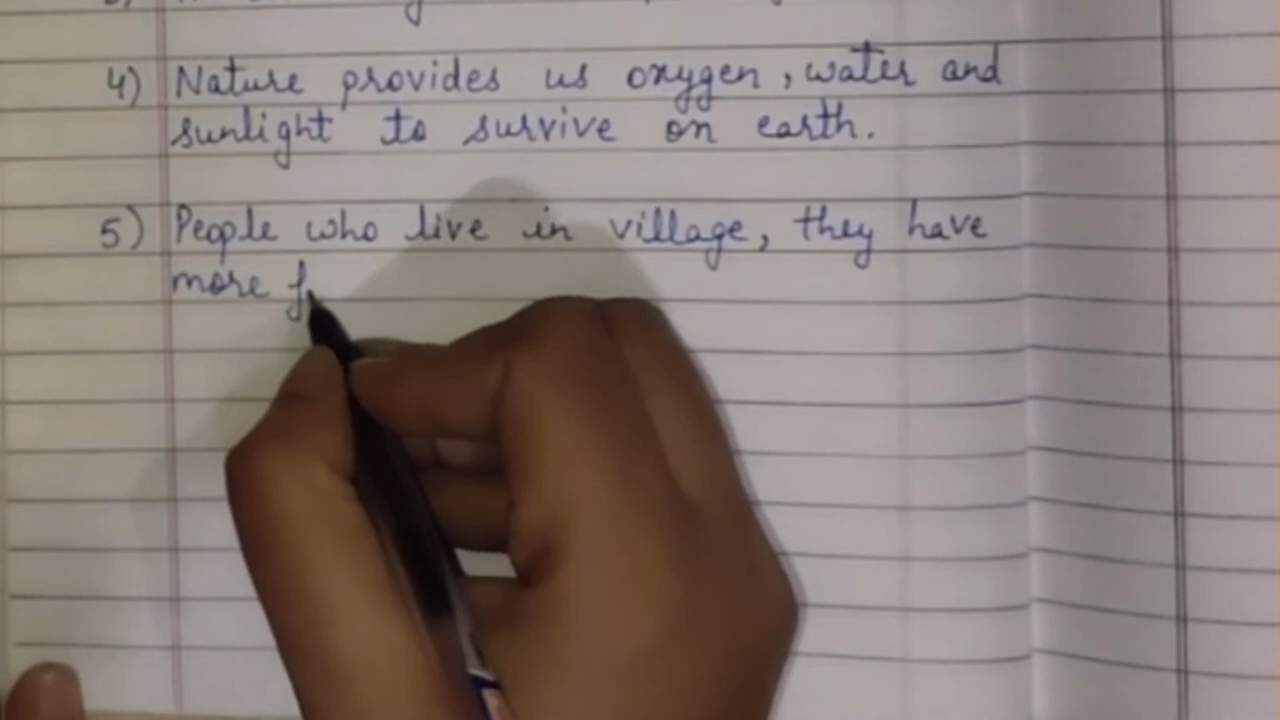 4) Nature provides us oxygen, water and
sunlight to survive on earth.
5) People who live in village, they have
more f